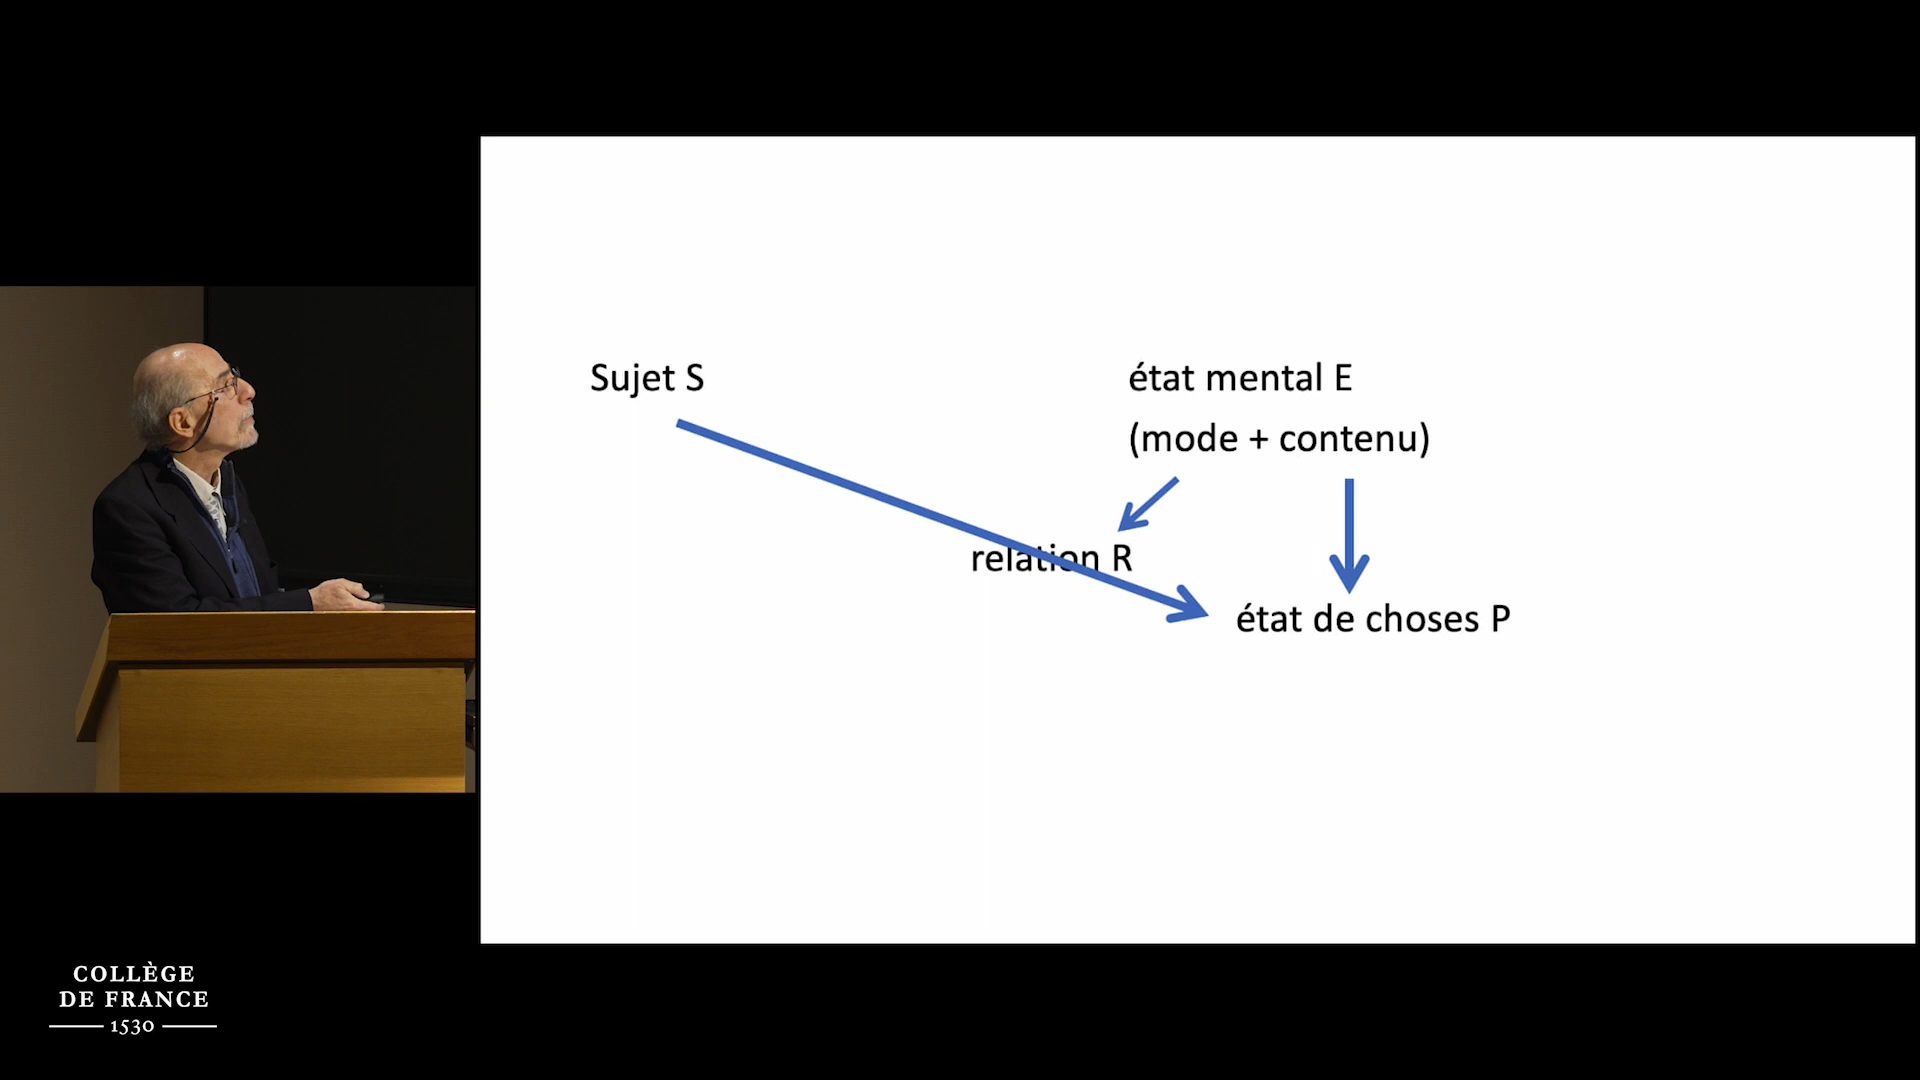 Sujet S
état mental E
(mode + contenu)
relation R
état de choses P
COLLÈGE
DE FRANCE
1530